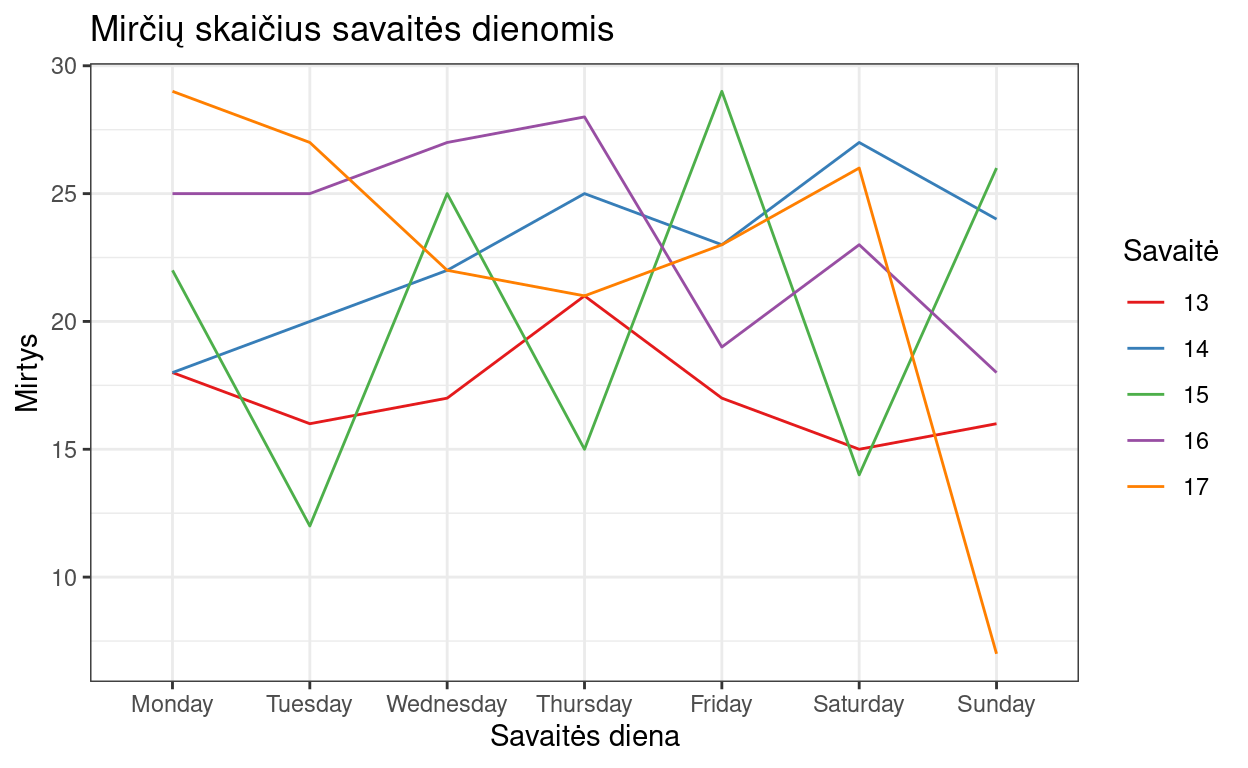 Mirčių skaičius savaitės dienomis
Mirtys
30
25
20
15
10
Monday Tuesday Wednesday Thursday Friday Saturday Sunday
Savaitės diena
Savaitė
13
14
15
16
17